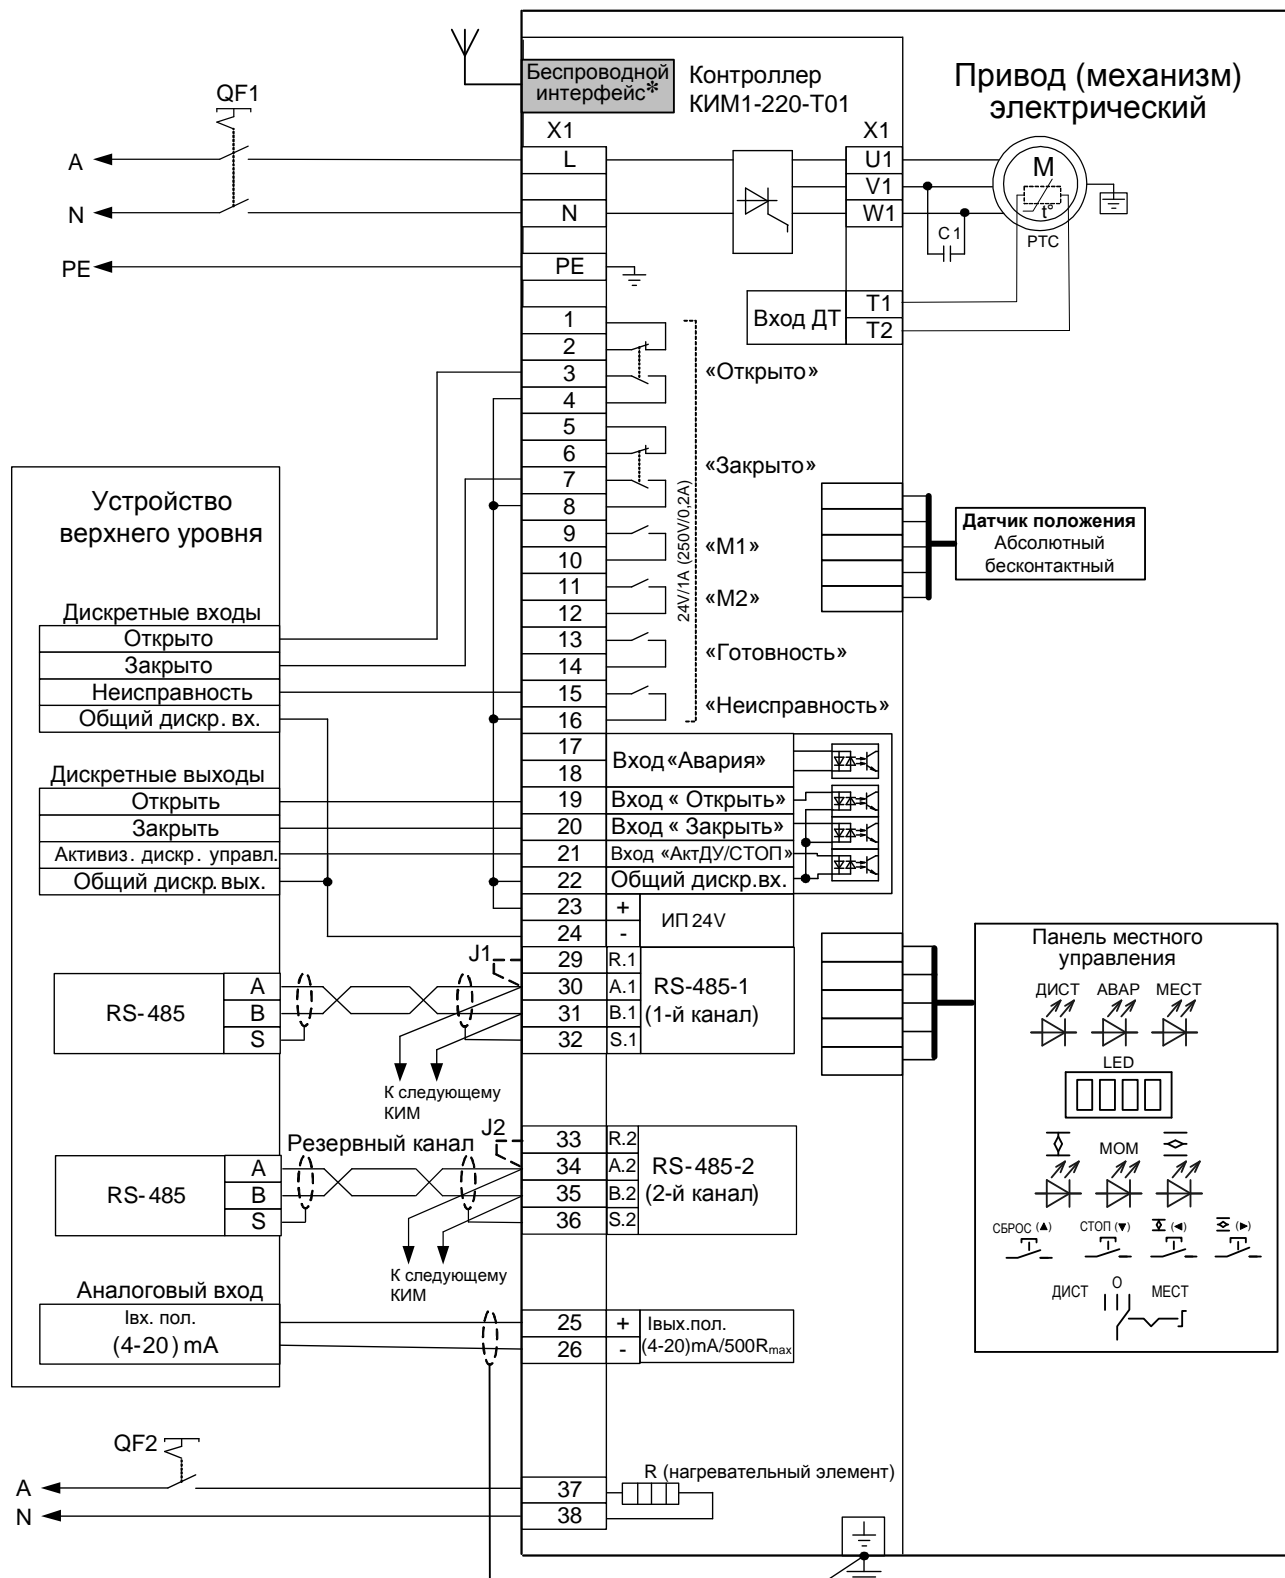 Беспроводной
интерфейс*
Контроллер
КИМ1-220-Т01
Привод (механизм)
электрический
QF1
X1
X1
A
L
U1
M
V1
N
N
W1
t°
C1
РТС
PE
PE
Вход ДТ
T1
T2
1
2
3
«Открыто»
4
5
6
«Закрыто»
7
8
9
«М1»
10
11
«М2»
12
13
«Готовность»
14
15
«Неисправность»
16
24V/1A (250V/0,2A)
Датчик положения
Абсолютный
бесконтактный
Устройство
верхнего уровня
Дискретные входы
Открыто
Закрыто
Неисправность
Общий дискр. вх.
17
Вход «Авария»
18
Дискретные выходы
Открыть
19
Вход « Открыть»
Закрыть
20
Вход « Закрыть»
Активиз. дискр. управл.
21
Вход «АктДУ/СТОП»
Общий дискр. вых.
22
Общий дискр.вх.
23
+
ИП 24V
24
-
J1
29
R.1
RS-485
A
30
A.1
RS-485-1
B
31
B.1
(1-й канал)
S
32
S.1
К следующему
КИМ
Резервный канал
J2
33
R.2
RS-485
A
34
A.2
RS-485-2
B
35
B.2
(2-й канал)
S
36
S.2
К следующему
КИМ
Аналоговый вход
Iвх. пол.
(4-20) mA
25
+
Iвых.пол.
26
-
(4-20)mA/500Rmax
Панель местного
управления
ДИСТ
АВАР
МЕСТ
LED
МОМ
СБРОС (▲)
СТОП (▼)
(◄)
(►)
ДИСТ
О
МЕСТ
QF2
A
37
R (нагревательный элемент)
N
38